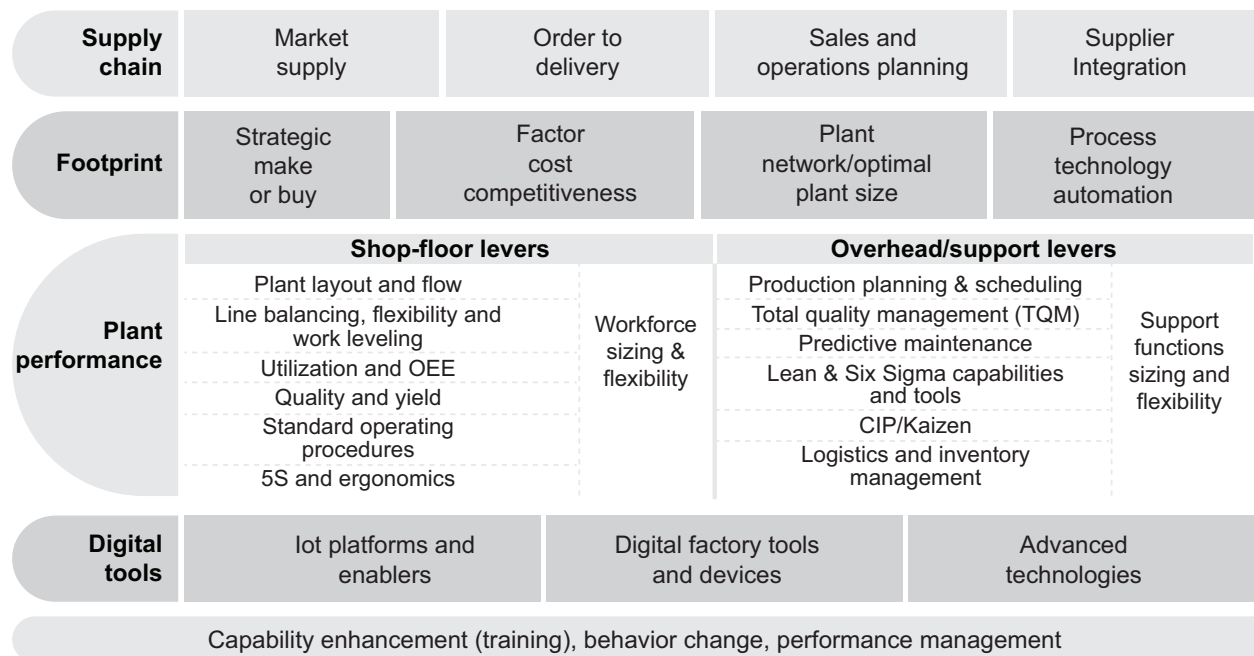 Supply
chain
Market
supply
Order to
delivery
Sales and
operations planning
Supplier
Integration
Footprint
Strategic
make
or buy
Factor
cost
competitiveness
Plant
network/optimal
plant size
Process
technology
automation
Plant
performance
Shop-floor levers
Plant layout and flow
Line balancing, flexibility and
work leveling
Utilization and OEE
Quality and yield
Standard operating
procedures
5S and ergonomics
Workforce
sizing &
flexibility
Overhead/support levers
Production planning & scheduling
Total quality management (TQM)
Predictive maintenance
Lean & Six Sigma capabilities
and tools
CIP/Kaizen
Logistics and inventory
management
Support
functions
sizing and
flexibility
Digital
tools
Iot platforms and
enablers
Digital factory tools
and devices
Advanced
technologies
Capability enhancement (training), behavior change, performance management